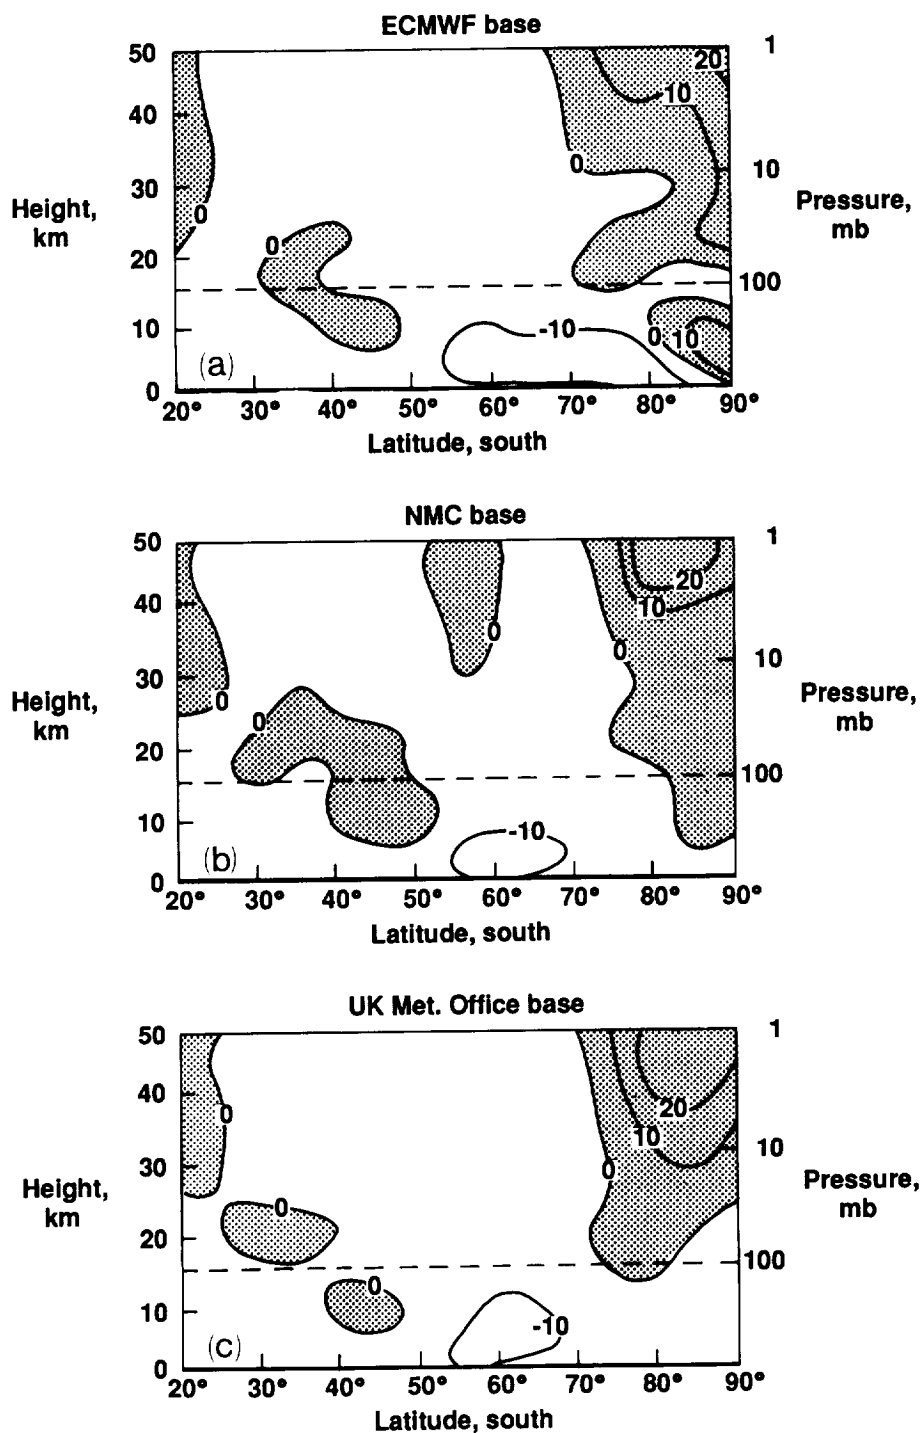 ECMWF base
50
40
30
20
10
0
Height,
km
1
10
100
Pressure,
mb
0
0
0
10
20
-10
0
10
(a)
20° 30° 40° 50° 60° 70° 80° 90°
Latitude, south
NMC base
50
40
30
20
10
0
Height,
km
1
10
100
Pressure,
mb
0
0
0
0
10
20
-10
(b)
20° 30° 40° 50° 60° 70° 80° 90°
Latitude, south
UK Met. Office base
50
40
30
20
10
0
Height,
km
1
10
100
Pressure,
mb
0
0
0
0
10
20
-10
(c)
20° 30° 40° 50° 60° 70° 80° 90°
Latitude, south